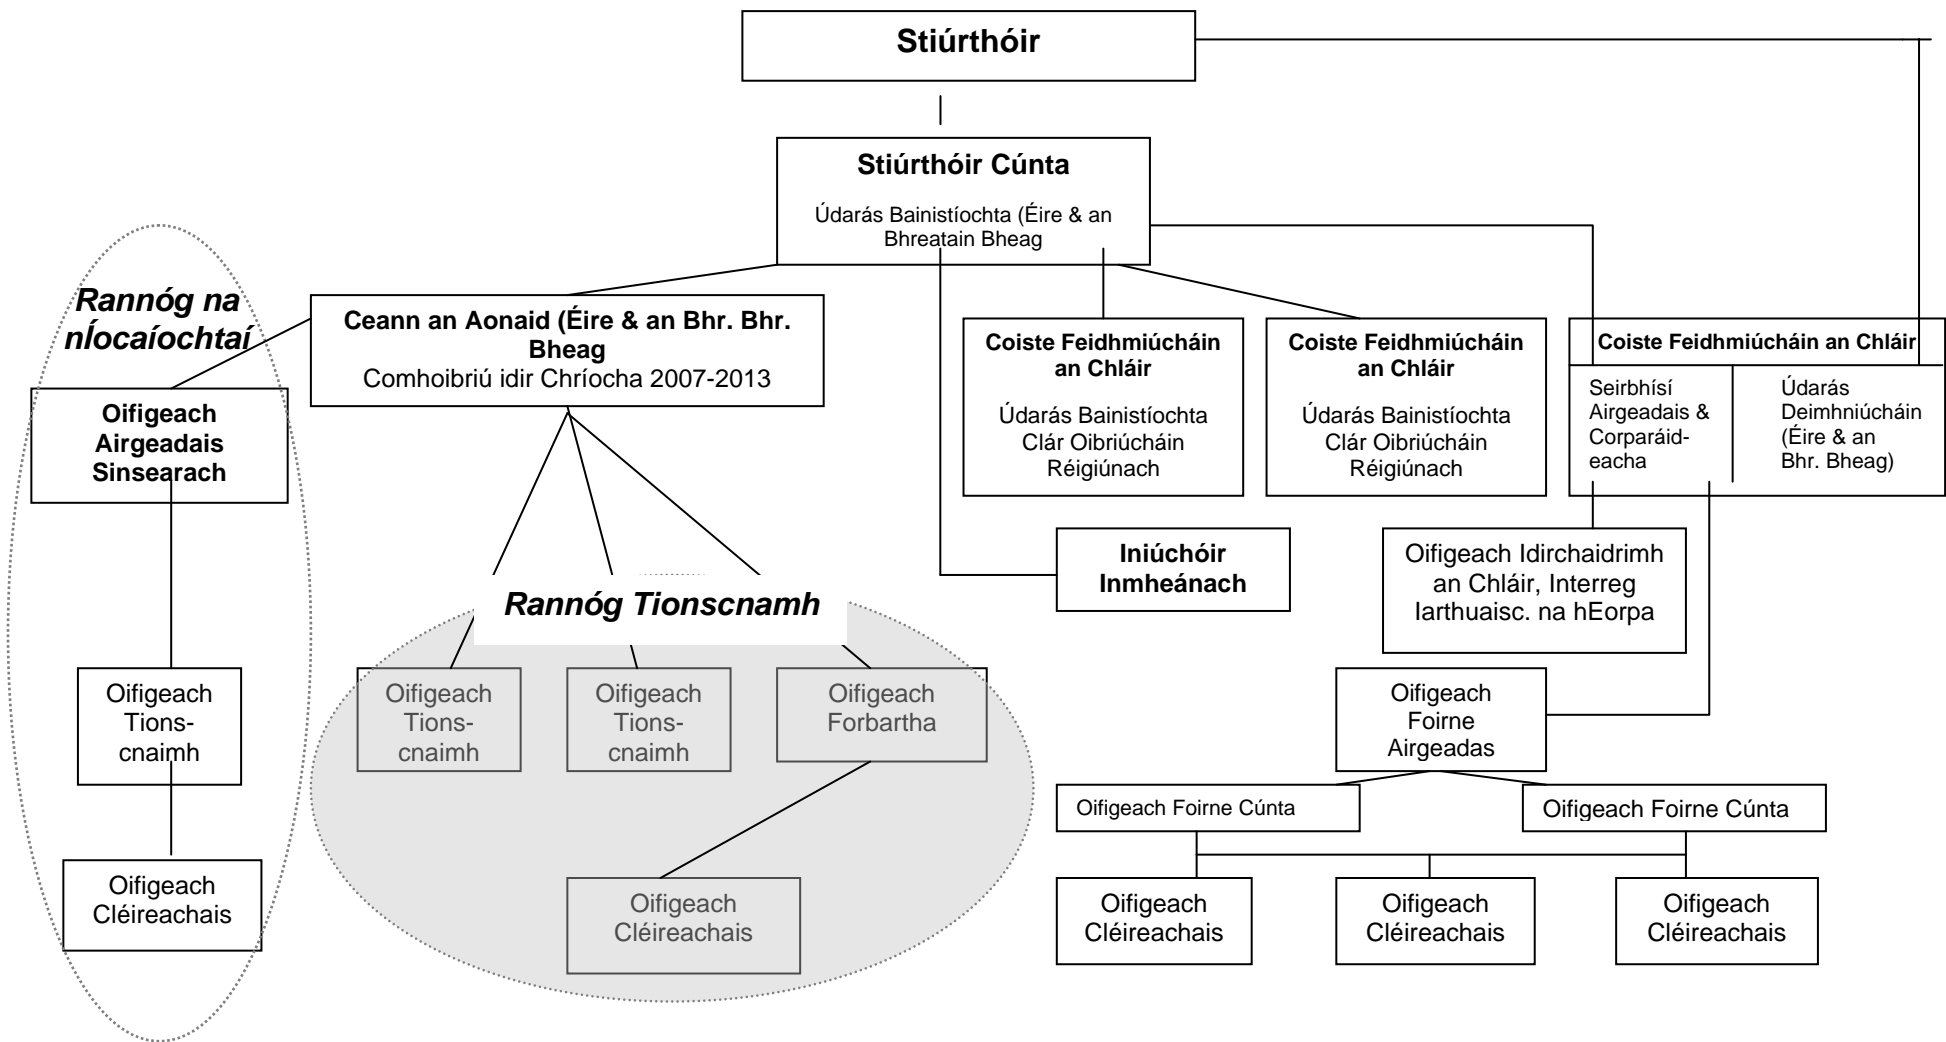 Stiúrthóir
Stiúrthóir Cúnta
Údarás Bainistíochta (Éire & an
Bhreatain Bheag
Rannóg na
nÍocaíochtaí
Ceann an Aonaid (Éire & an Bhr. Bhr.
Bheag
Comhoibriú idir Chríocha 2007-2013
Coiste Feidhmiúcháin
an Chláir
Údarás Bainistíochta
Clár Oibriúcháin
Réigiúnach
Coiste Feidhmiúcháin
an Chláir
Údarás Bainistíochta
Clár Oibriúcháin
Réigiúnach
Coiste Feidhmiúcháin an Chláir
Seirbhísí
Airgeadais &
Corparáid-
eacha
Údarás
Deimhniúcháin
(Éire & an
Bhr. Bheag)
Oifigeach
Airgeadais
Sinsearach
Iniúchóir
Inmheánach
Oifigeach Idirchaidrimh
an Chláir, Interreg
Iarthuaisc. na hEorpa
Rannóg Tionscnamh
Oifigeach
Tions-
cnaimh
Oifigeach
Tions-
cnaimh
Oifigeach
Tions-
cnaimh
Oifigeach
Forbartha
Oifigeach
Foirne
Airgeadas
Oifigeach Foirne Cúnta
Oifigeach Foirne Cúnta
Oifigeach
Cléireachais
Oifigeach
Cléireachais
Oifigeach
Cléireachais
Oifigeach
Cléireachais
Oifigeach
Cléireachais